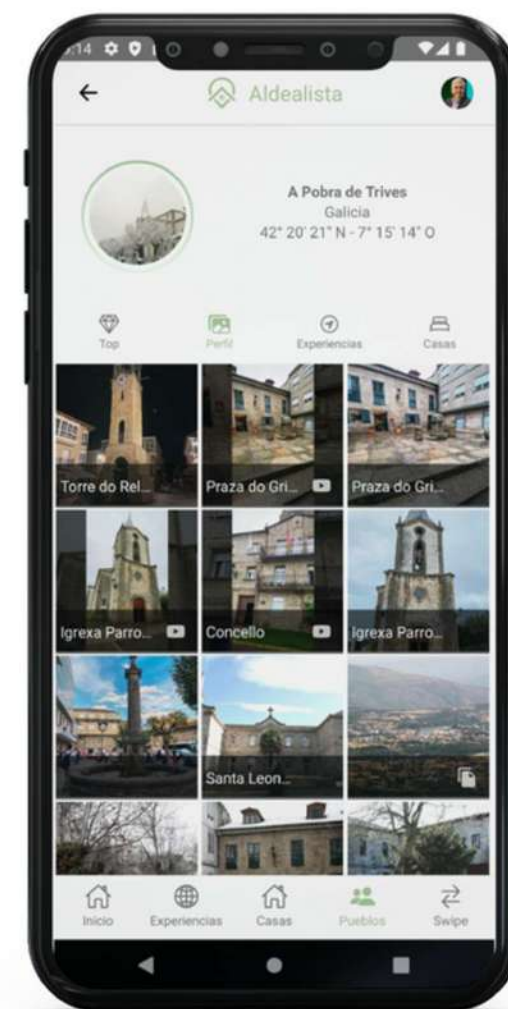 Aldealista
A Pobra de Trives
Galicia
42° 20' 21" N - 7° 15' 14" O
Top
Perfil
Experiencias
Casas
Torre do Rel...
Praza do Gri...
Praza do Gri...
Igrexa Parro...
Concello
Igrexa Parro...
Santa Leon...
Inicio
Experiencias
Casas
Pueblos
Swipe